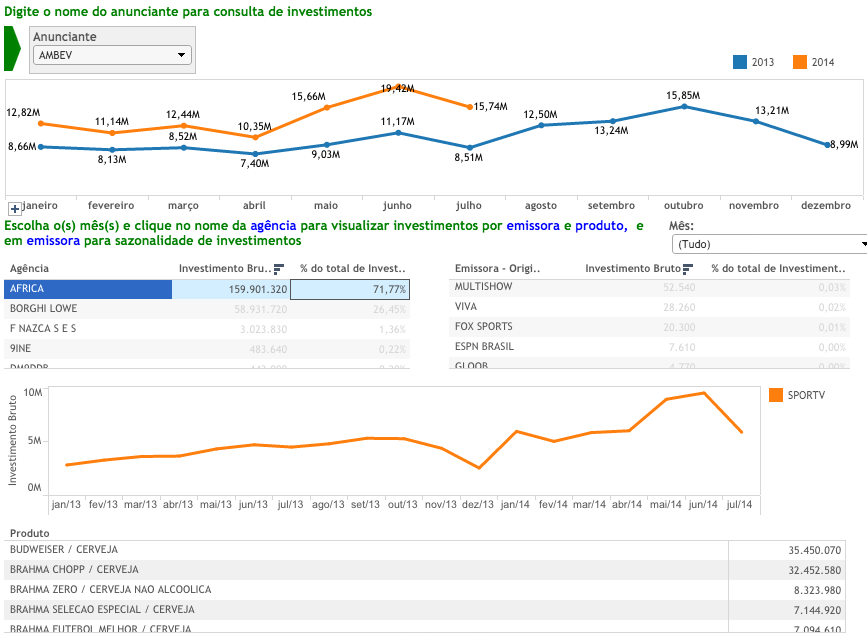 Digite o nome do anunciante para consulta de investimentos
Anunciante
AMBEV
2013 2014
12,82M 11,14M 12,44M 10,35M 15,66M 19,42M 15,74M
8,66M 8,13M 8,52M 7,40M 9,03M 11,17M 8,51M 12,50M 13,24M 15,85M 13,21M 8,99M
janeiro fevereiro março abril maio junho julho agosto setembro outubro novembro dezembro
Escolha o(s) mês(s) e clique no nome da agência para visualizar investimentos por emissora e produto, e
em emissora para sazonalidade de investimentos
Mês:
(Tudo)
Agência Investimento Bru.. % do total de Invest..
AFRICA 159.901.320 71,77%
BORGHI LOWE 58.931.720 26,45%
F NAZCA S E S 3.023.830 1,36%
9INE 483.640 0,22%
Emissora - Origi.. Investimento Bruto % do total de Investiment..
MULTISHOW 52.540 0,03%
VIVA 28.260 0,02%
FOX SPORTS 20.300 0,01%
ESPN BRASIL 7.610 0,00%
GLOOB 4.770 0,00%
Investimento Bruto
10M
5M
0M
SPORTV
jan/13 fev/13 mar/13 abr/13 mai/13 jun/13 jul/13 ago/13 set/13 out/13 nov/13 dez/13 jan/14 fev/14 mar/14 abr/14 mai/14 jun/14 jul/14
Produto
BUDWEISER / CERVEJA 35.450.070
BRAHMA CHOPP / CERVEJA 32.452.580
BRAHMA ZERO / CERVEJA NAO ALCOOLICA 8.323.980
BRAHMA SELECAO ESPECIAL / CERVEJA 7.144.920
BRAHMA FUTEBOL MELHOR / CERVEJA 7.094.610